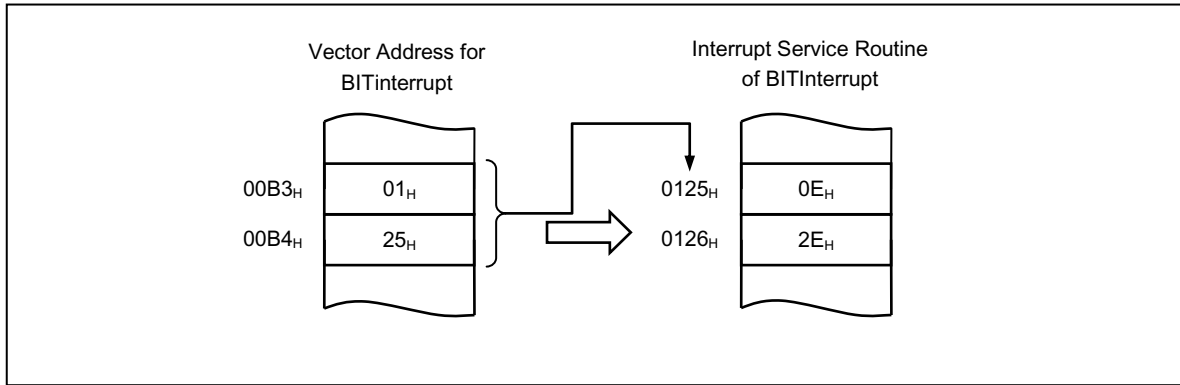 Vector Address for
BITinterrupt
Interrupt Service Routine
of BITInterrupt
00B3H
01H
0125H
0EH
00B4H
25H
0126H
2EH